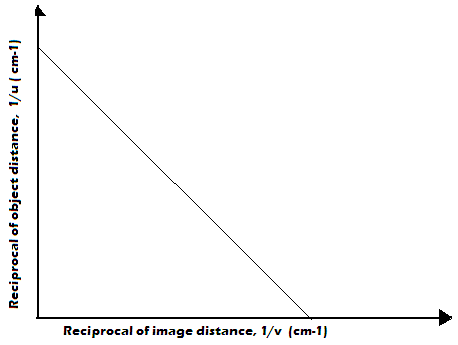 Reciprocal of object distance, 1/u ( cm-1)
Reciprocal of image distance, 1/v (cm-1)